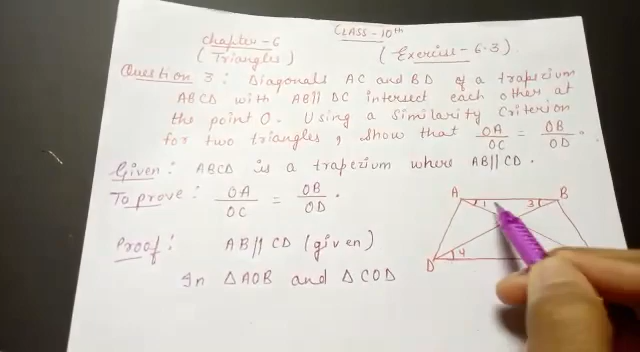 CLASS-10th
Chapter-6
(Triangles)
(Exercise-6.3)
Question 3: Diagonals AC and BD of a trapezium
ABCD with AB||DC intersect each other at
the point O. Using a Similarity Criterion
for two triangles, show that OA/OC = OB/OD.
Given: ABCD is a trapezium where AB||CD.
To prove: OA/OC = OB/OD.
Proof: AB||CD (given)
In △AOB and △COD
A B
1 3
D 4